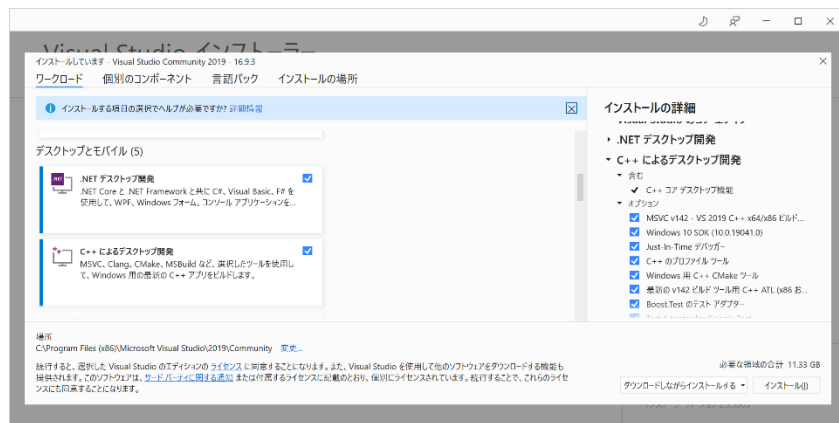 Visual Studio インストーラー
インストールしています - Visual Studio Community 2019 - 16.9.3
ワークロード 個別のコンポーネント 言語パック インストールの場所
インストールする項目の選択でヘルプが必要ですか? 詳細情報
デスクトップとモバイル (5)
.NET デスクトップ開発
.NET Core と .NET Framework と共に C#、Visual Basic、F# を
使用して、WPF、Windows フォーム、コンソール アプリケーションを...
C++ によるデスクトップ開発
MSVC、Clang、CMake、MSBuild など、選択したツールを使用し
て、Windows 用の最新の C++ アプリをビルドします。
インストールの詳細
.NET デスクトップ開発
C++ によるデスクトップ開発
含む
C++ コア デスクトップ機能
オプション
MSVC v142 - VS 2019 C++ x64/x86 ビルド...
Windows 10 SDK (10.0.19041.0)
Just-In-Time デバッガー
C++ のプロファイル ツール
Windows 用 C++ CMake ツール
最新の v142 ビルド ツール用 C++ ATL (x86 お...
Boost.Test のテスト アダプター
場所
C:\Program Files (x86)\Microsoft Visual Studio\2019\Community 変更...
続行すると、選択した Visual Studio のエディションの ライセンス に同意することになります。また、Visual Studio を使用して他のソフトウェアをダウンロードする機能も
提供されます。このソフトウェアは、サード パーティに関する通知 または付属するライセンスに記載のとおり、個別にライセンスされています。続行することで、これらのライセ
ンスにも同意することになります。
必要な領域の合計 11.33 GB
ダウンロードしながらインストールする インストール(I)